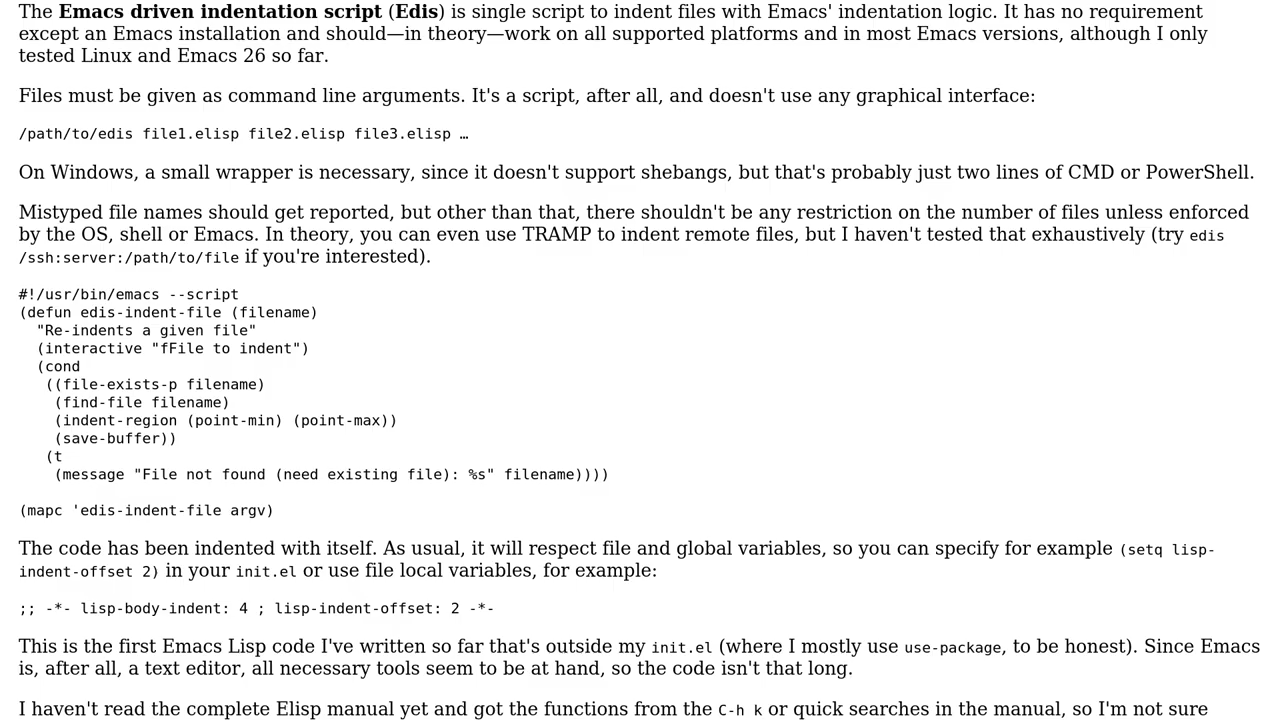 The Emacs driven indentation script (Edis) is single script to indent files with Emacs' indentation logic. It has no requirement
except an Emacs installation and should—in theory—work on all supported platforms and in most Emacs versions, although I only
tested Linux and Emacs 26 so far.
Files must be given as command line arguments. It's a script, after all, and doesn't use any graphical interface:
/path/to/edis file1.elisp file2.elisp file3.elisp …
On Windows, a small wrapper is necessary, since it doesn't support shebangs, but that's probably just two lines of CMD or PowerShell.
Mistyped file names should get reported, but other than that, there shouldn't be any restriction on the number of files unless enforced
by the OS, shell or Emacs. In theory, you can even use TRAMP to indent remote files, but I haven't tested that exhaustively (try edis
/ssh:server:/path/to/file if you're interested).
#!/usr/bin/emacs --script
(defun edis-indent-file (filename)
  "Re-indents a given file"
  (interactive "fFile to indent")
  (cond
   ((file-exists-p filename)
    (find-file filename)
    (indent-region (point-min) (point-max))
    (save-buffer))
   (t
    (message "File not found (need existing file): %s" filename))))
(mapc 'edis-indent-file argv)
The code has been indented with itself. As usual, it will respect file and global variables, so you can specify for example (setq lisp-
indent-offset 2) in your init.el or use file local variables, for example:
;; -*- lisp-body-indent: 4 ; lisp-indent-offset: 2 -*-
This is the first Emacs Lisp code I've written so far that's outside my init.el (where I mostly use use-package, to be honest). Since Emacs
is, after all, a text editor, all necessary tools seem to be at hand, so the code isn't that long.
I haven't read the complete Elisp manual yet and got the functions from the C-h k or quick searches in the manual, so I'm not sure